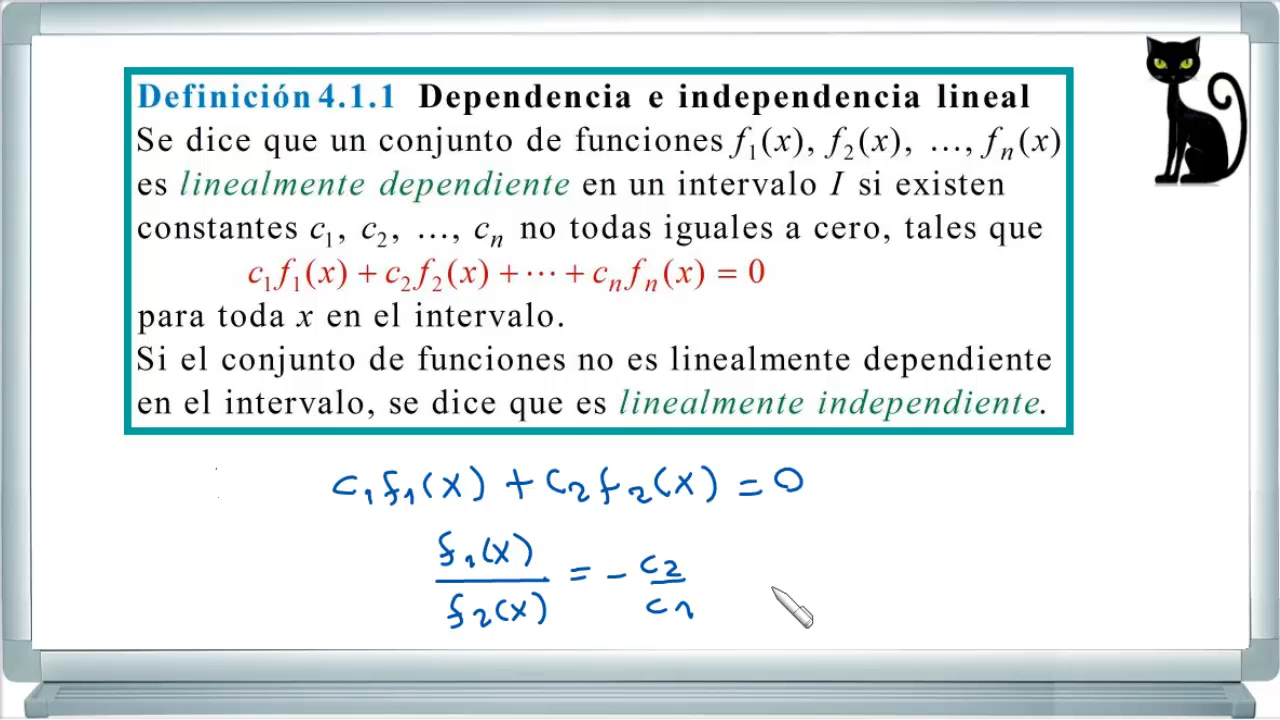 Definición 4.1.1 Dependencia e independencia lineal
Se dice que un conjunto de funciones f₁(x), f₂(x), ..., fₙ(x)
es linealmente dependiente en un intervalo I si existen
constantes c₁, c₂, ..., cₙ no todas iguales a cero, tales que
c₁f₁(x) + c₂f₂(x) + ⋯ + cₙfₙ(x) = 0
para toda x en el intervalo.
Si el conjunto de funciones no es linealmente dependiente
en el intervalo, se dice que es linealmente independiente.
c₁f₁(x) + c₂f₂(x) = 0
f₁(x)/f₂(x) = - c₂/c₁